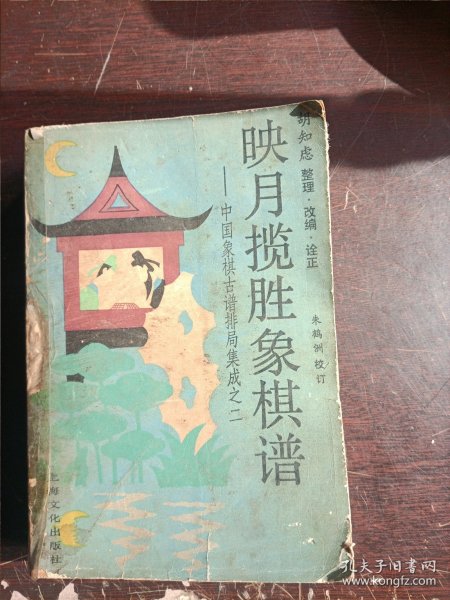 胡知虑 整理·改编·诠正
映月揽胜象棋谱
——中国象棋古谱排局集成之二
朱鹤洲 校订
上海文化出版社
孔夫子旧书网
www.kongfz.com